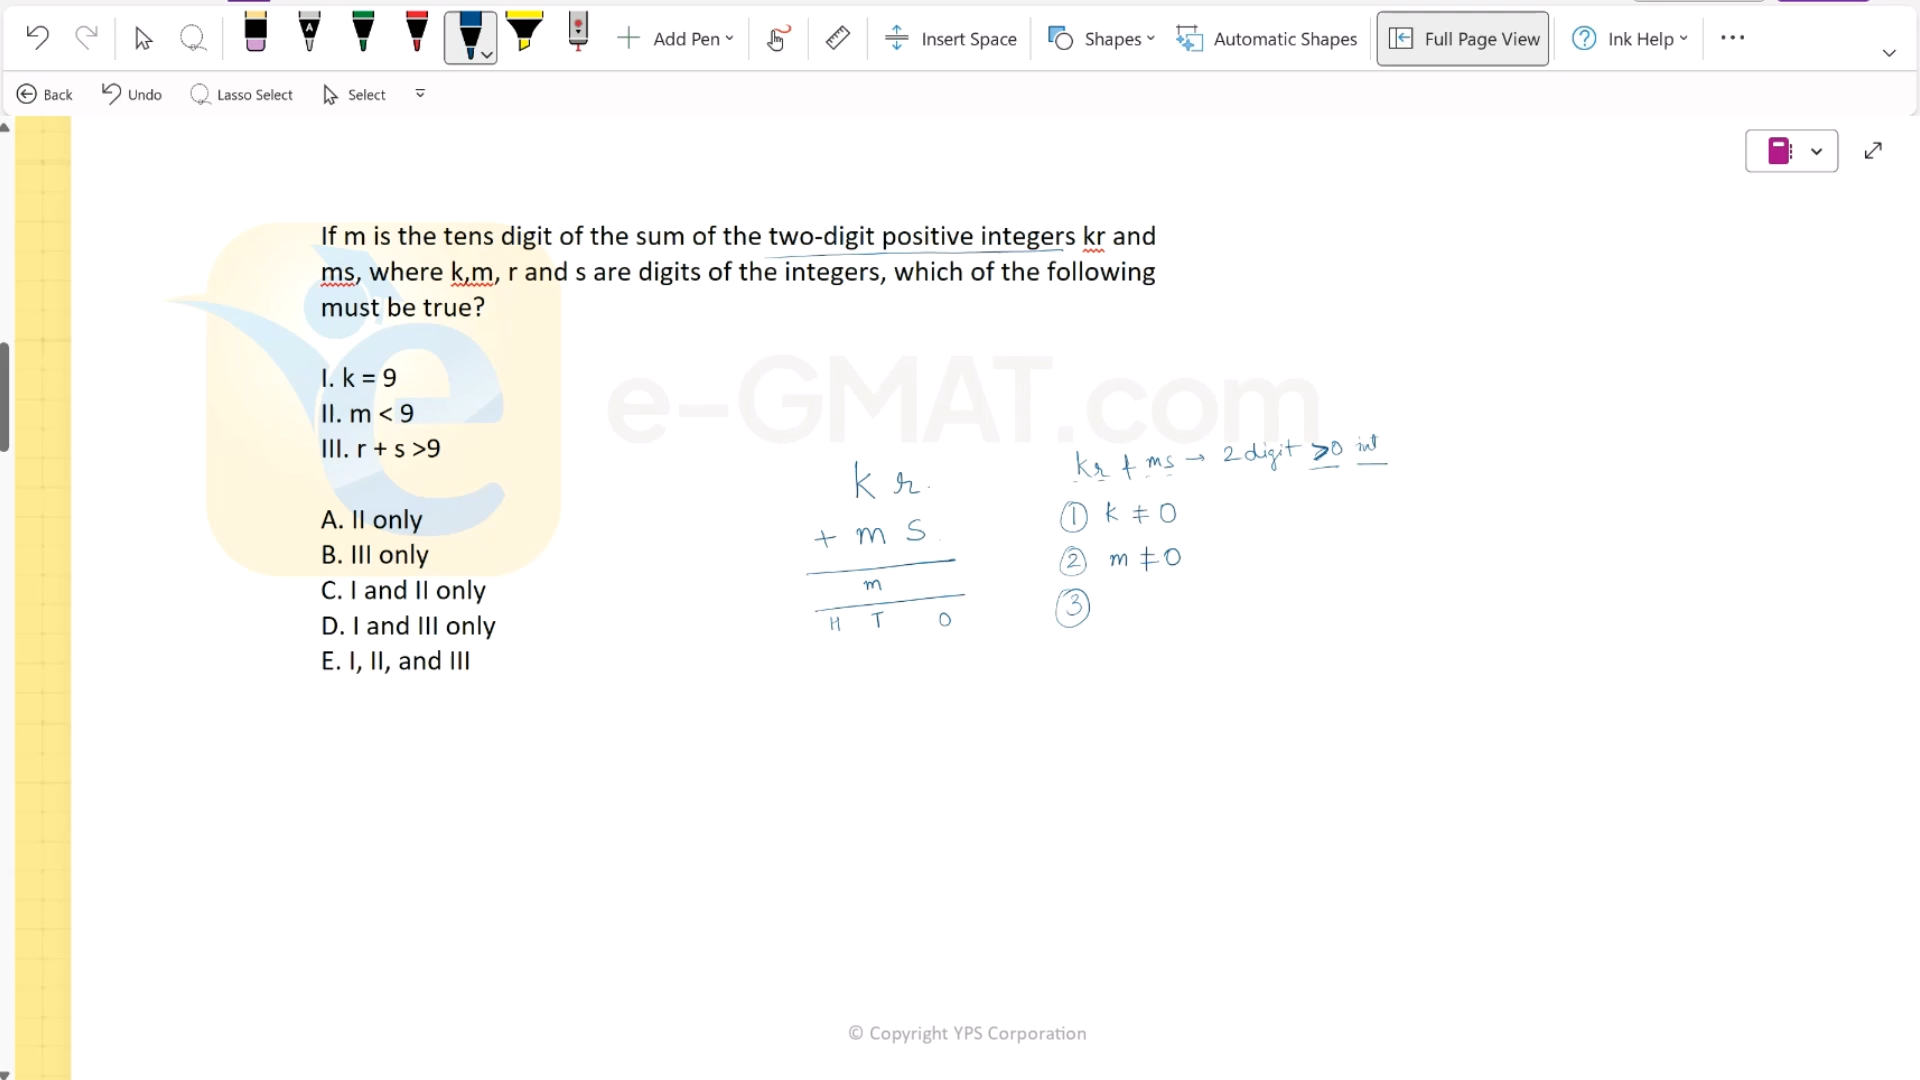 Add Pen
Insert Space
Shapes
Automatic Shapes
Full Page View
Ink Help
Back
Undo
Lasso Select
Select
If m is the tens digit of the sum of the two-digit positive integers kr and
ms, where k,m, r and s are digits of the integers, which of the following
must be true?
I. k = 9
II. m < 9
III. r + s >9
A. II only
B. III only
C. I and II only
D. I and III only
E. I, II, and III
e-GMAT.com
k r
+ m s
m
H T O
kr + ms → 2 digit >0 int
① k ≠ 0
② m ≠ 0
③
© Copyright YPS Corporation